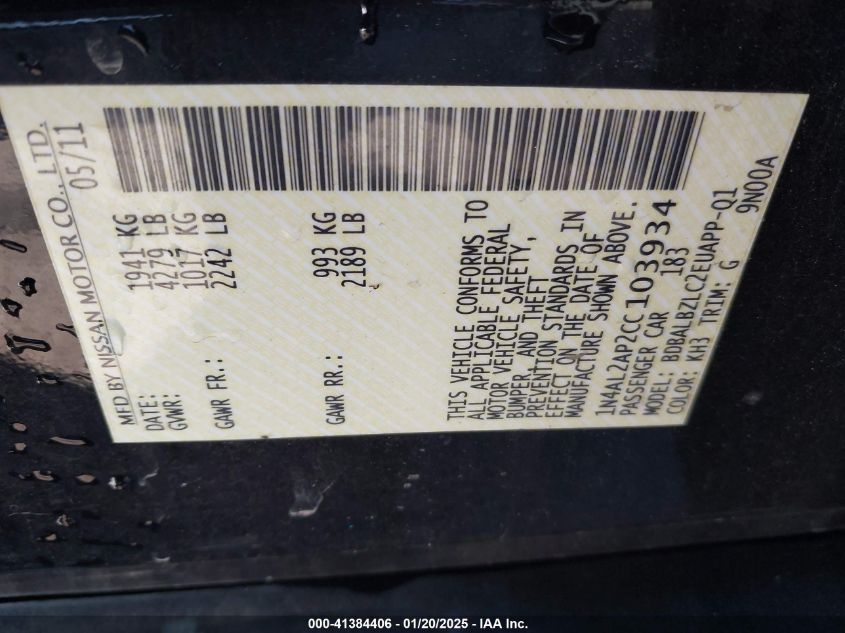 MFD BY NISSAN MOTOR CO., LTD.
DATE: 05/11
GVWR: 1941 KG
4279 LB
GAWR FR.: 1017 KG
2242 LB
GAWR RR.: 993 KG
2189 LB
THIS VEHICLE CONFORMS TO
ALL APPLICABLE FEDERAL
MOTOR VEHICLE SAFETY,
BUMPER, AND THEFT
PREVENTION STANDARDS IN
EFFECT ON THE DATE OF
MANUFACTURE SHOWN ABOVE.
1N4AL2AP2CC103934
PASSENGER CAR 183
MODEL: BDBALBZLC2EUAPP-Q1
COLOR: KH3 TRIM: G 9N00A
000-41384406 - 01/20/2025 - IAA Inc.